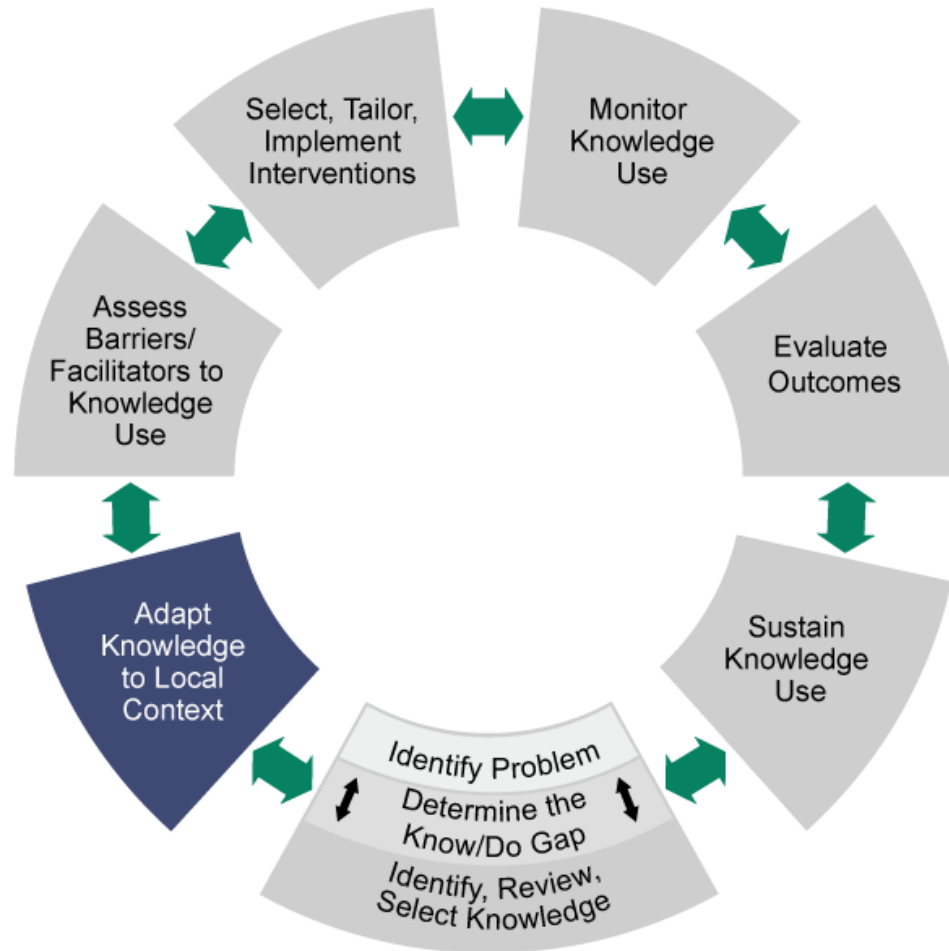 Select, Tailor,
Implement
Interventions
Monitor
Knowledge
Use
Assess
Barriers/
Facilitators to
Knowledge
Use
Evaluate
Outcomes
Adapt
Knowledge
to Local
Context
Sustain
Knowledge
Use
Identify Problem
Determine the
Know/Do Gap
Identify, Review,
Select Knowledge